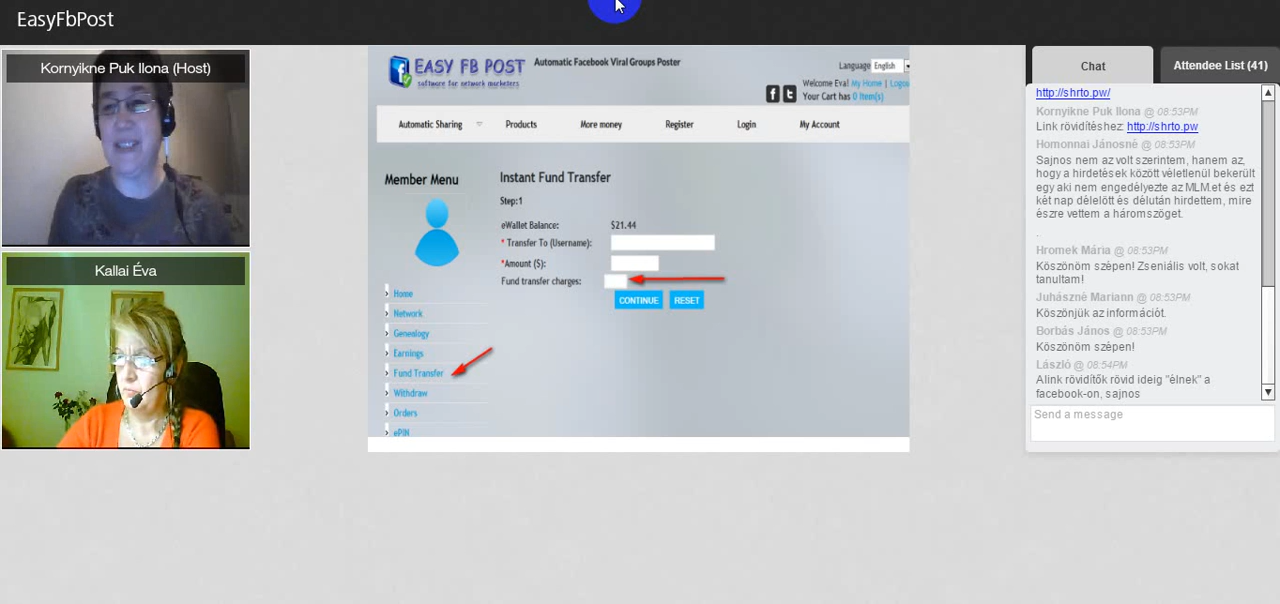 EasyFbPost
Kornyikne Puk Ilona (Host)
Kallai Éva
EASY FB POST
software for network marketers
Automatic Facebook Viral Groups Poster
Language English
Welcome Eva! My Home | Logou
Your Cart has 0 Item(s)
Automatic Sharing Products More money Register Login My Account
Member Menu
Home
Network
Genealogy
Earnings
Fund Transfer
Withdraw
Orders
ePIN
Instant Fund Transfer
Step:1
eWallet Balance: $21.44
* Transfer To (Username):
*Amount ($):
Fund transfer charges:
CONTINUE RESET
Chat
Attendee List (41)
http://shrto.pw/
Kornyikne Puk Ilona @ 08:53PM
Link rövidítéshez: http://shrto.pw
Homonnai Jánosné @ 08:53PM
Sajnos nem az volt szerintem, hanem az,
hogy a hirdetések között véletlenül bekerült
egy aki nem engedélyezte az MLM.et és ezt
két nap délelött és délután hirdettem, mire
észre vettem a háromszöget.
.
Hromek Mária @ 08:53PM
Köszönöm szépen! Zseniális volt, sokat
tanultam!
Juhászné Mariann @ 08:53PM
Köszönjük az információt.
Borbás János @ 08:53PM
Köszönöm szépen!
László @ 08:54PM
Alink rövidítők rövid ideig "élnek" a
facebook-on, sajnos
Send a message